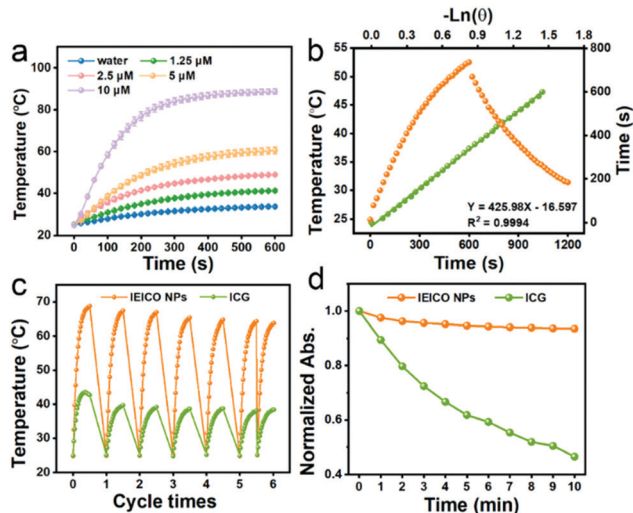 a
water
1.25 μM
2.5 μM
5 μM
10 μM
Temperature (°C)
100
80
60
40
20
0 100 200 300 400 500 600
Time (s)
b
-Ln(θ)
0.0 0.3 0.6 0.9 1.2 1.5 1.8
Temperature (°C)
55
50
45
40
35
30
25
800
600
400
200
0
Time (s)
Y = 425.98X - 16.597
R² = 0.9994
0 300 600 900 1200
Time (s)
c
IEICO NPs
ICG
Temperature (°C)
70
60
50
40
30
20
0 1 2 3 4 5 6
Cycle times
d
IEICO NPs
ICG
Normalized Abs.
1.0
0.8
0.6
0.4
0 1 2 3 4 5 6 7 8 9 10
Time (min)